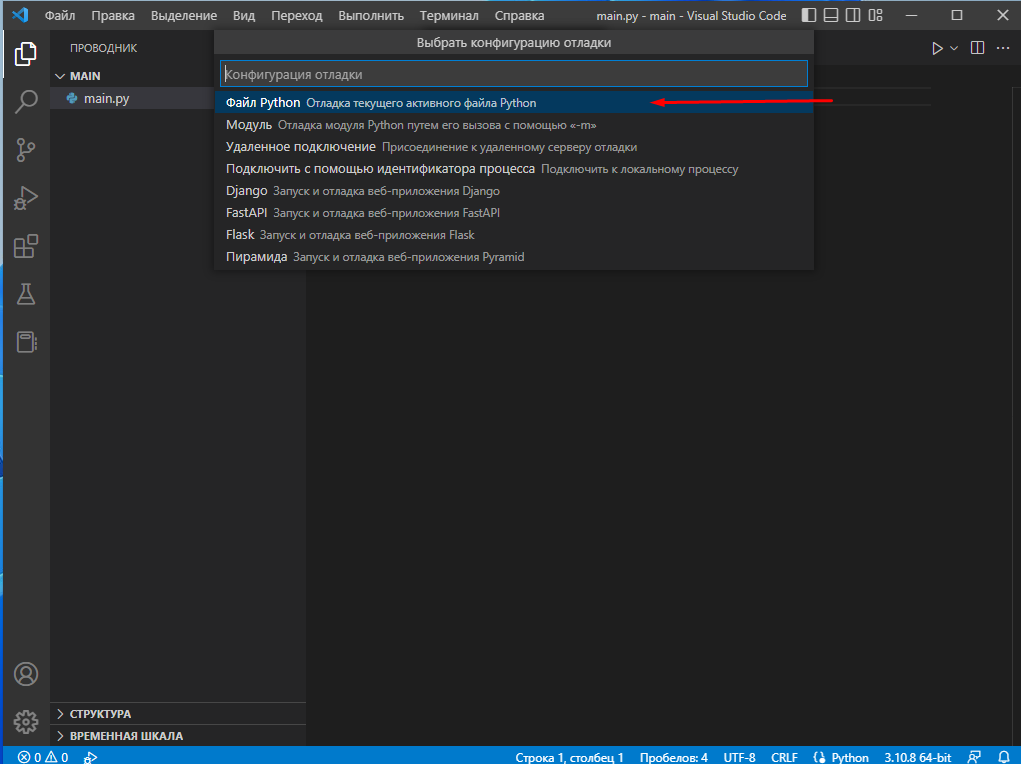 Файл Правка Выделение Вид Переход Выполнить Терминал Справка main.py - main - Visual Studio Code
Выбрать конфигурацию отладки
Конфигурация отладки
Файл Python Отладка текущего активного файла Python
Модуль Отладка модуля Python путем его вызова с помощью «-m»
Удаленное подключение Присоединение к удаленному серверу отладки
Подключить с помощью идентификатора процесса Подключить к локальному процессу
Django Запуск и отладка веб-приложения Django
FastAPI Запуск и отладка веб-приложения FastAPI
Flask Запуск и отладка веб-приложения Flask
Пирамида Запуск и отладка веб-приложения Pyramid
ПРОВОДНИК
MAIN
main.py
СТРУКТУРА
ВРЕМЕННАЯ ШКАЛА
0 0 Строка 1, столбец 1 Пробелов: 4 UTF-8 CRLF Python 3.10.8 64-bit